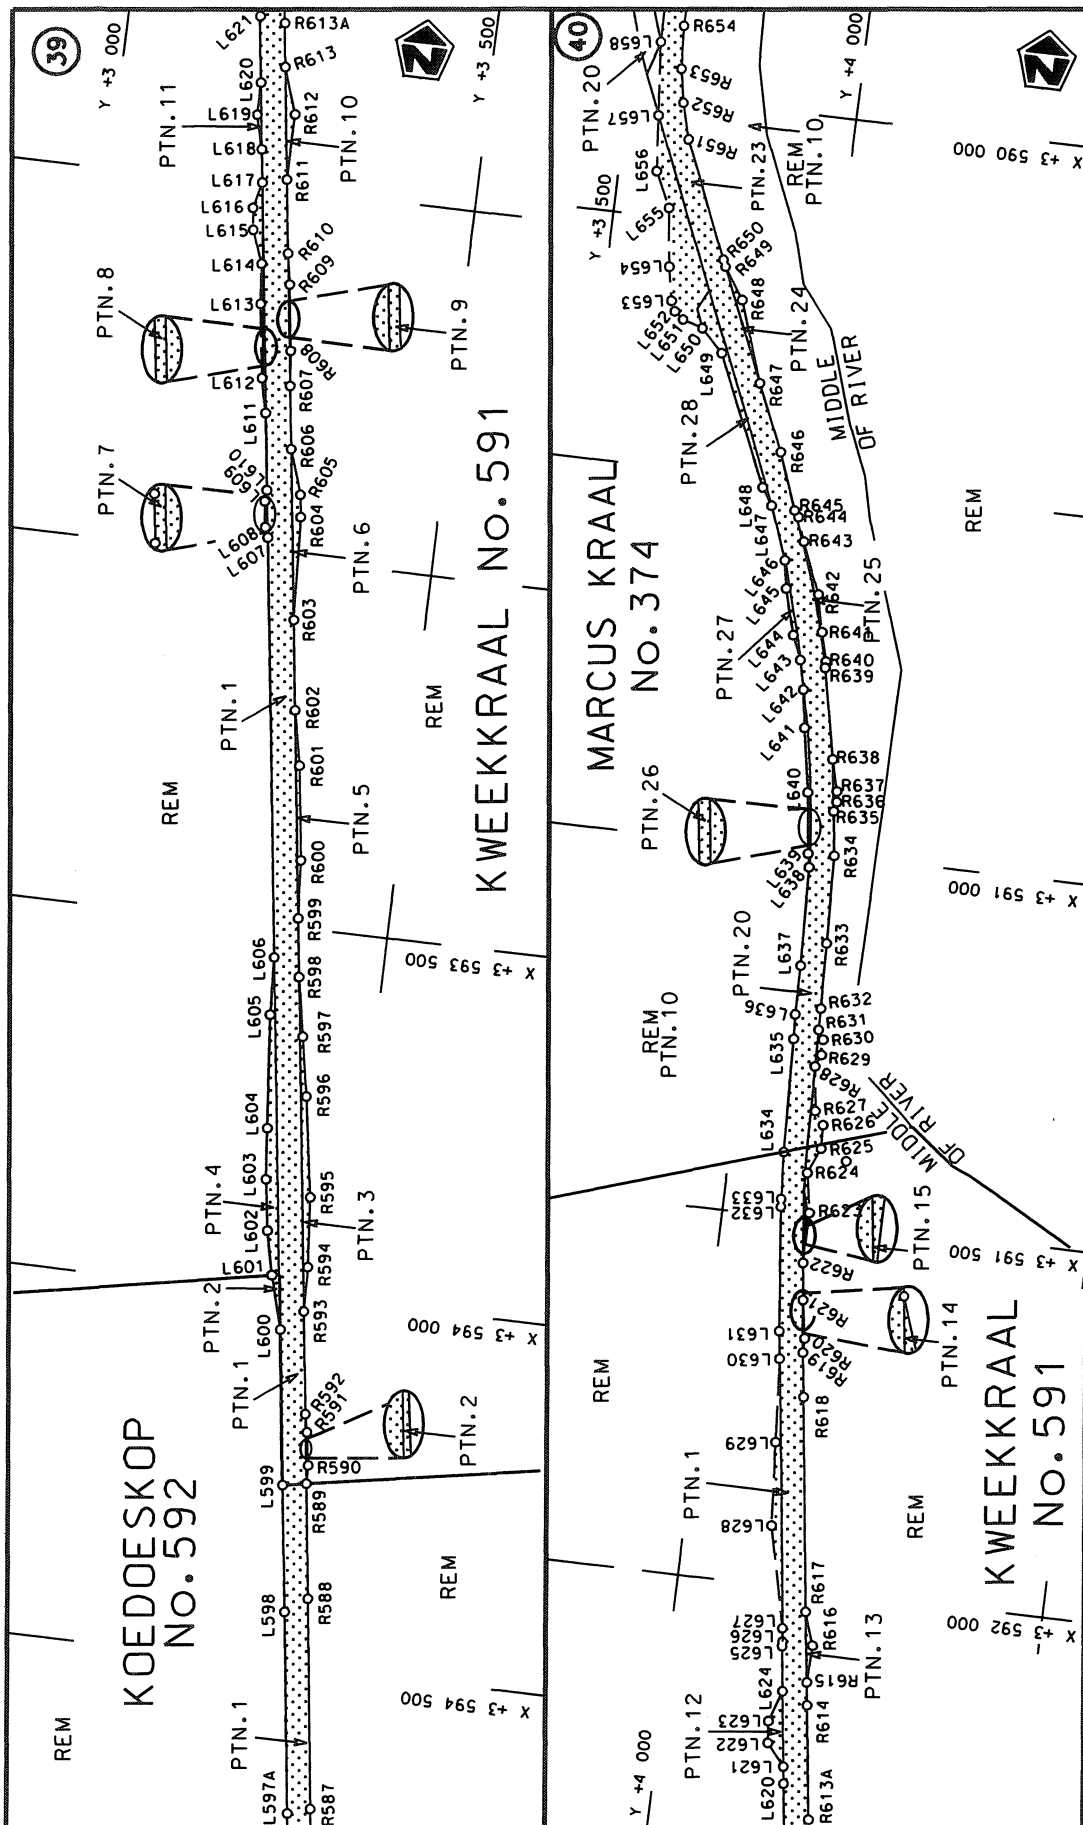 39
L621
R613A
Y +3 000
N
Y +3 500
L620
R613
L619
R612
PTN.11
PTN.10
L618
L617
R611
L616
L615
R610
L614
R609
PTN.8
L613
PTN.9
R608
L612
R607
L611
R606
PTN.7
L610
L609
R605
L608
R604
L607
PTN.6
KWEEKKRAAL No.591
R603
PTN.1
R602
REM
R601
REM
PTN.5
R600
R599
L606
R598
X +3 593 500
L605
R597
R596
L604
L603
PTN.4
R595
PTN.3
L602
L601
R594
PTN.2
R593
L600
X +3 594 000
PTN.1
R592
R591
PTN.2
R590
L599
R589
KOEDOESKOP
No.592
R588
L598
REM
X +3 594 500
REM
PTN.1
L597A
R587
40
L658
R654
Y +4 000
N
PTN.20
R653
R652
L657
R651
REM
PTN.10
X +3 590 000
L656
PTN.23
Y +3 500
L655
R650
R649
L654
L653
R648
L652
L651
PTN.24
L650
L649
R647
MIDDLE
OF RIVER
PTN.28
R646
MARCUS KRAAL
No.374
L648
R645
R644
REM
L647
R643
L646
L645
R642
PTN.25
L644
R641
PTN.27
L643
R640
R639
L642
L641
R638
PTN.26
L640
R637
R636
R635
L639
R634
L638
X +3 591 000
L637
R633
PTN.20
L636
R632
REM
PTN.10
R631
L635
R630
R629
R628
R627
R626
MIDDLE
OF RIVER
L634
R625
R624
L633
L632
R623
PTN.15
X +3 591 500
R622
R621
PTN.14
L631
R620
L630
R619
REM
R618
KWEEKKRAAL
No.591
L629
PTN.1
L628
REM
R617
L627
L626
R616
X +3 592 000
L625
PTN.13
L624
R615
PTN.12
R614
L623
L622
L621
Y +4 000
L620
R613A